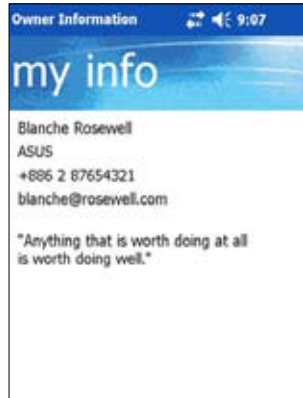 Owner Information 9:07
my info
Blanche Rosewell
ASUS
+886 2 87654321
blanche@rosewell.com
"Anything that is worth doing at all
is worth doing well."